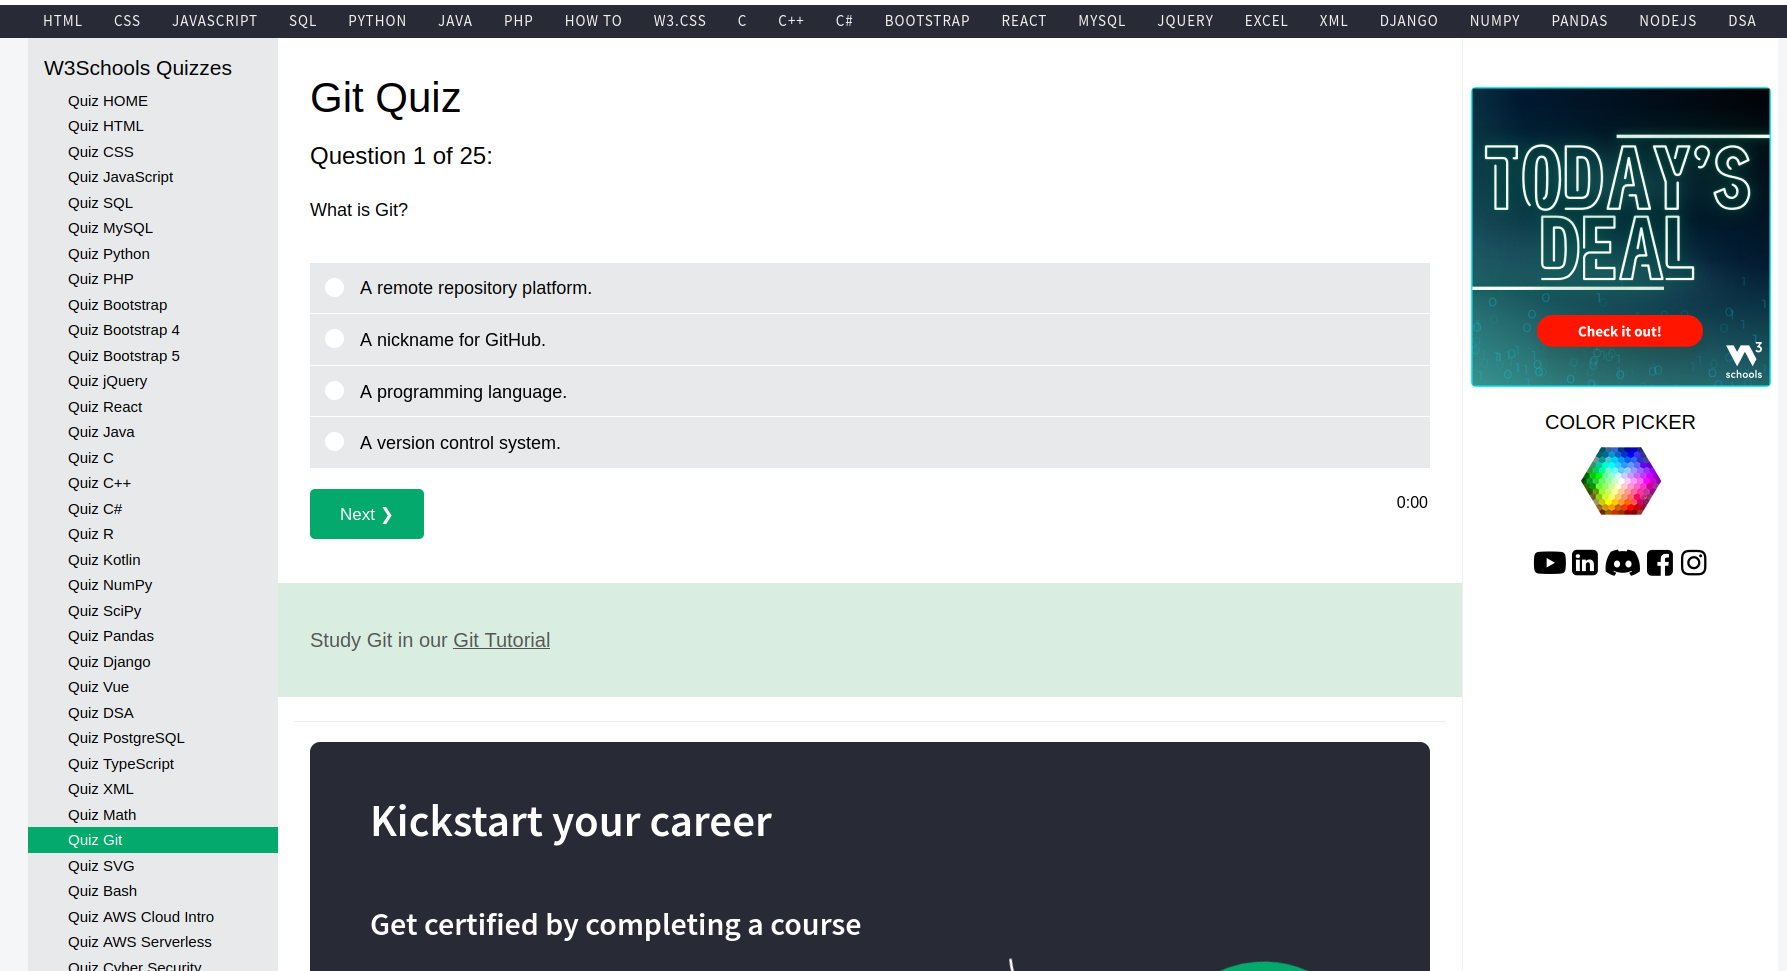 HTML CSS JAVASCRIPT SQL PYTHON JAVA PHP HOW TO W3.CSS C C++ C# BOOTSTRAP REACT MYSQL JQUERY EXCEL XML DJANGO NUMPY PANDAS NODEJS DSA
W3Schools Quizzes
Quiz HOME
Quiz HTML
Quiz CSS
Quiz JavaScript
Quiz SQL
Quiz MySQL
Quiz Python
Quiz PHP
Quiz Bootstrap
Quiz Bootstrap 4
Quiz Bootstrap 5
Quiz jQuery
Quiz React
Quiz Java
Quiz C
Quiz C++
Quiz C#
Quiz R
Quiz Kotlin
Quiz NumPy
Quiz SciPy
Quiz Pandas
Quiz Django
Quiz Vue
Quiz DSA
Quiz PostgreSQL
Quiz TypeScript
Quiz XML
Quiz Math
Quiz Git
Quiz SVG
Quiz Bash
Quiz AWS Cloud Intro
Quiz AWS Serverless
Quiz Cyber Security
Git Quiz
Question 1 of 25:
What is Git?
A remote repository platform.
A nickname for GitHub.
A programming language.
A version control system.
Next ❯
0:00
Study Git in our Git Tutorial
Kickstart your career
Get certified by completing a course
TODAY'S
DEAL
Check it out!
W3
schools
COLOR PICKER